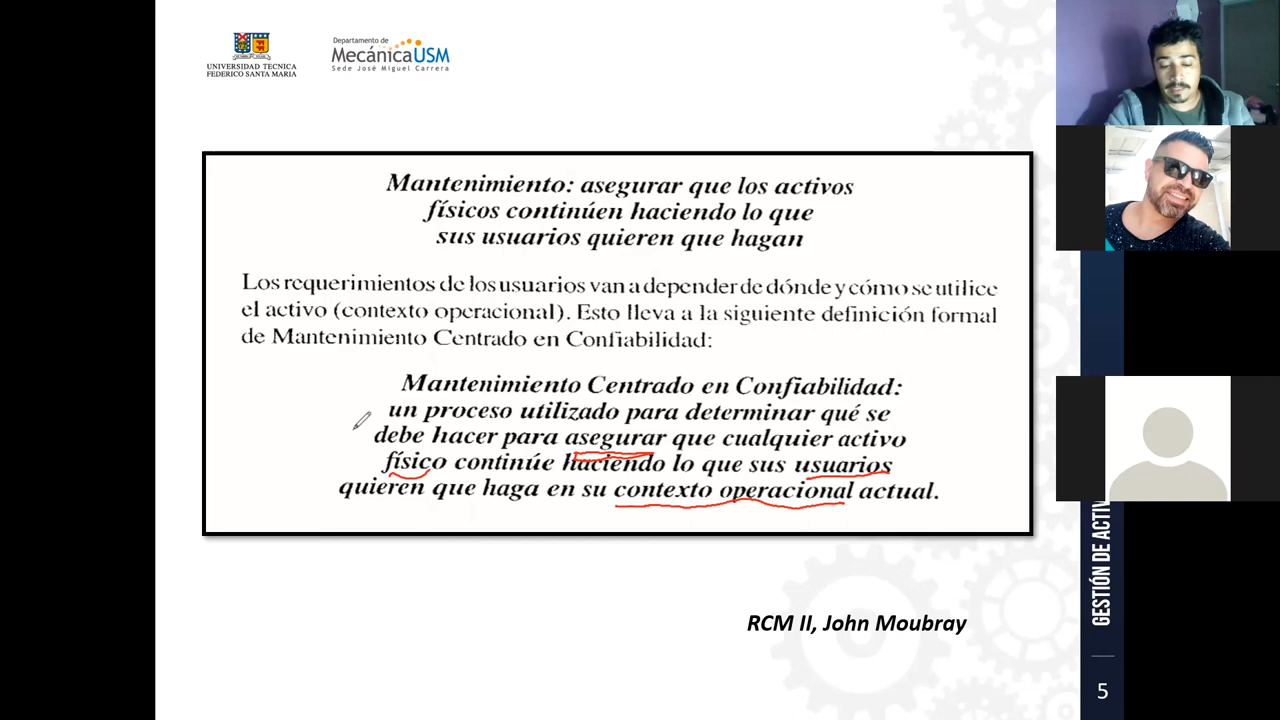 UNIVERSIDAD TECNICA
FEDERICO SANTA MARIA
Departamento de
MecánicaUSM
Sede José Miguel Carrera
Mantenimiento: asegurar que los activos
físicos continúen haciendo lo que
sus usuarios quieren que hagan
Los requerimientos de los usuarios van a depender de dónde y cómo se utilice
el activo (contexto operacional). Esto lleva a la siguiente definición formal
de Mantenimiento Centrado en Confiabilidad:
Mantenimiento Centrado en Confiabilidad:
un proceso utilizado para determinar qué se
debe hacer para asegurar que cualquier activo
físico continúe haciendo lo que sus usuarios
quieren que haga en su contexto operacional actual.
RCM II, John Moubray
GESTIÓN DE ACTIV
5